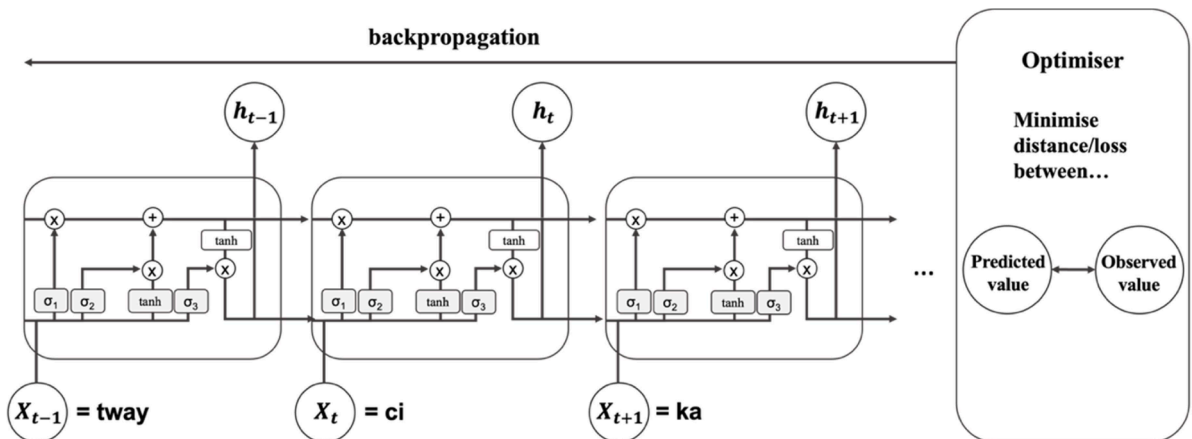 backpropagation
Optimiser
Minimise
distance/loss
between...
h_{t-1}
h_t
h_{t+1}
x
+
tanh
x
x
σ₁
σ₂
tanh
σ₃
x
+
tanh
x
x
σ₁
σ₂
tanh
σ₃
x
+
tanh
x
x
σ₁
σ₂
tanh
σ₃
...
Predicted
value
Observed
value
X_{t-1} = tway
X_t = ci
X_{t+1} = ka